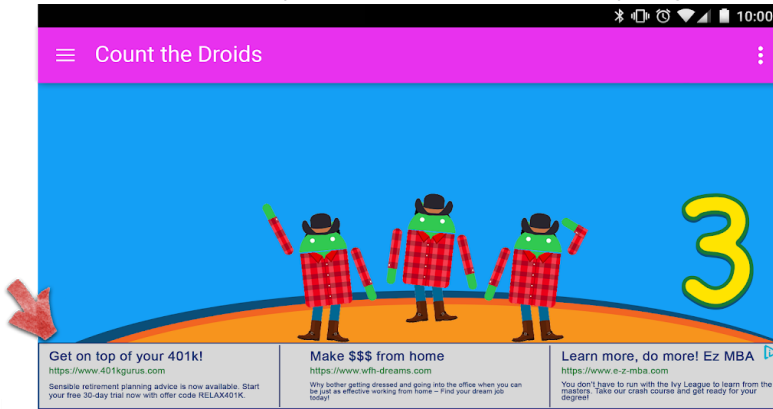 10:00
Count the Droids
3
Get on top of your 401k!
https://www.401kgurus.com
Sensible retirement planning advice is now available. Start
your free 30-day trial now with offer code RELAX401K.
Make $$$ from home
https://www.wfh-dreams.com
Why bother getting dressed and going into the office when you can
be just as effective working from home – Find your dream job
today!
Learn more, do more! Ez MBA
https://www.e-z-mba.com
You don't have to run with the Ivy League to learn from the
masters. Take our crash course and get ready for your
degree!